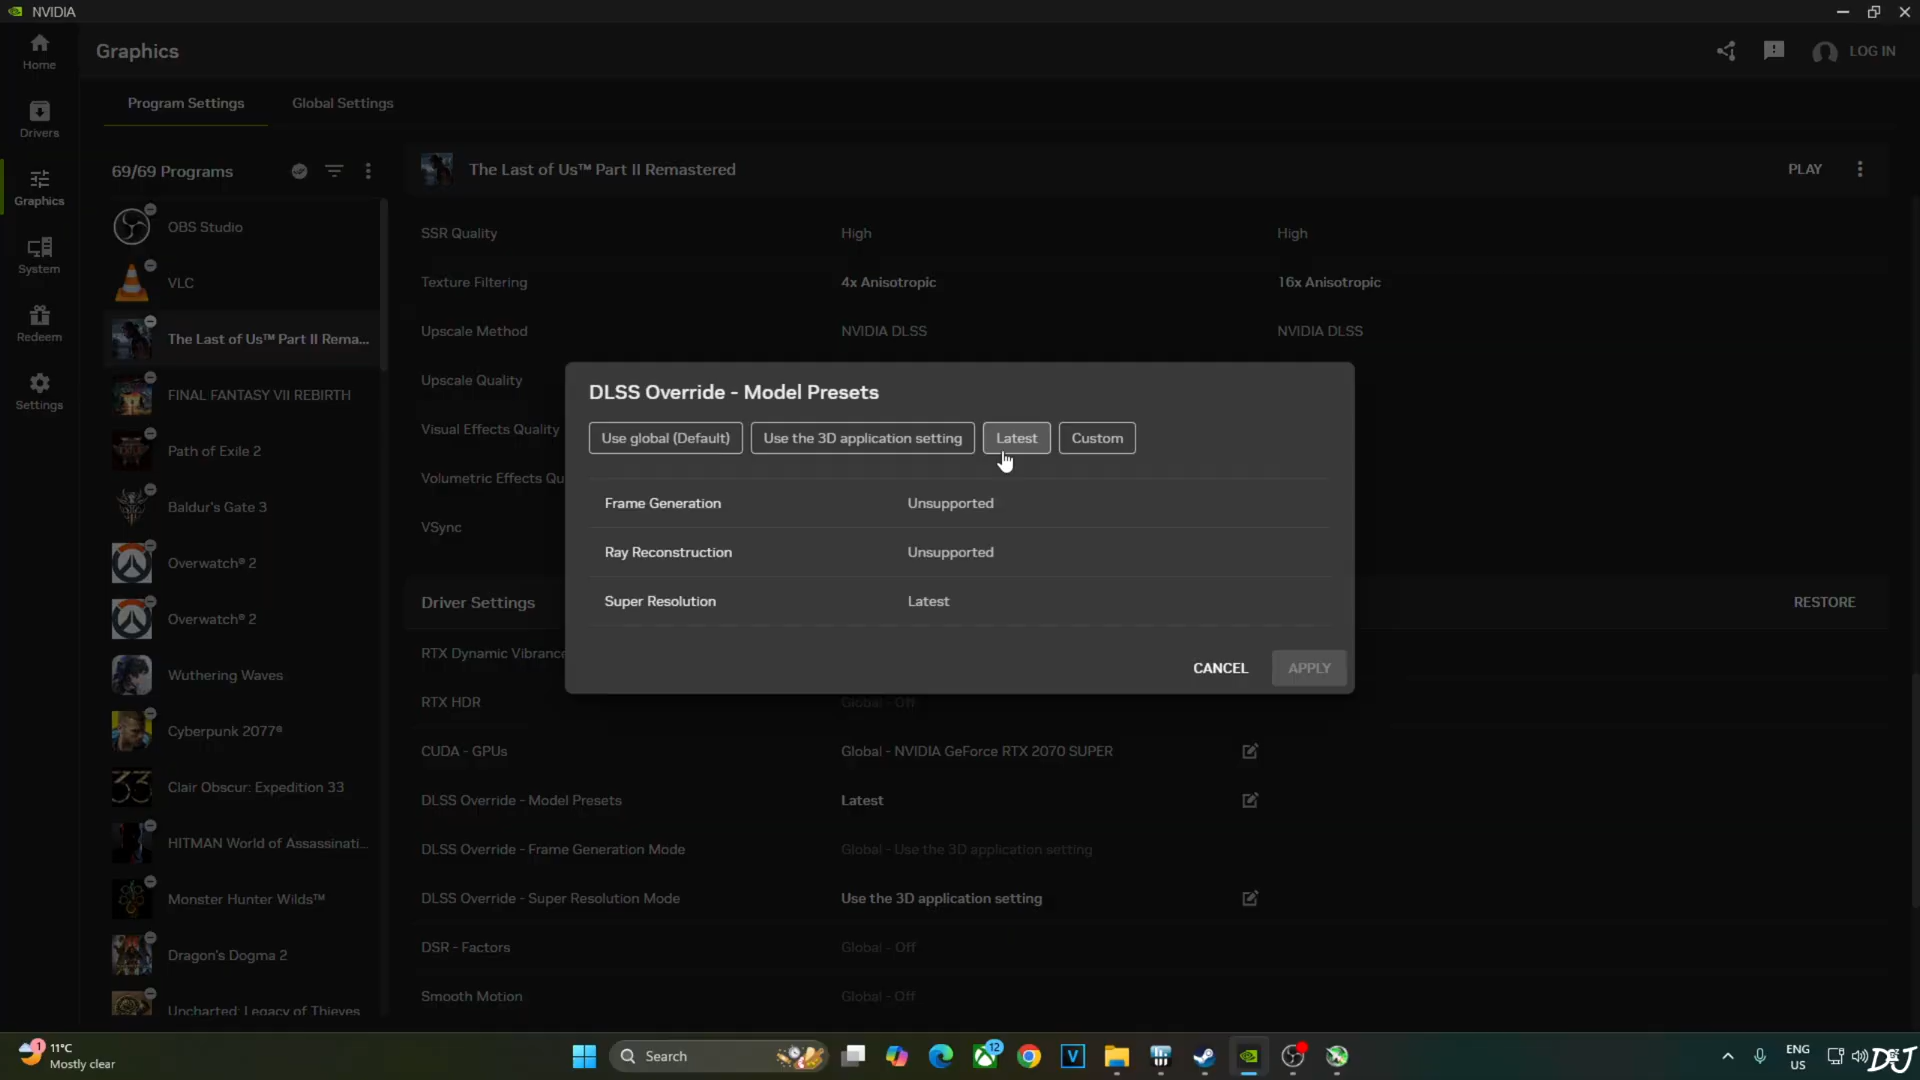 NVIDIA
Home
Graphics
LOG IN
Program Settings
Global Settings
Drivers
69/69 Programs
The Last of Us™ Part II Remastered
PLAY
Graphics
OBS Studio
SSR Quality
High
High
System
VLC
Texture Filtering
4x Anisotropic
16x Anisotropic
Redeem
The Last of Us™ Part II Rema...
Upscale Method
NVIDIA DLSS
NVIDIA DLSS
Settings
FINAL FANTASY VII REBIRTH
Upscale Quality
DLSS Override - Model Presets
Path of Exile 2
Visual Effects Quality
Use global (Default)
Use the 3D application setting
Latest
Custom
Baldur's Gate 3
Volumetric Effects Qu
Frame Generation
Unsupported
Overwatch® 2
VSync
Ray Reconstruction
Unsupported
Overwatch® 2
Driver Settings
Super Resolution
Latest
RESTORE
Wuthering Waves
RTX Dynamic Vibrance
CANCEL
APPLY
RTX HDR
Global - Off
Cyberpunk 2077®
CUDA - GPUs
Global - NVIDIA GeForce RTX 2070 SUPER
Clair Obscur: Expedition 33
DLSS Override - Model Presets
Latest
HITMAN World of Assassinati...
DLSS Override - Frame Generation Mode
Global - Use the 3D application setting
Monster Hunter Wilds™
DLSS Override - Super Resolution Mode
Use the 3D application setting
Dragon's Dogma 2
DSR - Factors
Global - Off
Uncharted: Legacy of Thieves
Smooth Motion
Global - Off
1
11°C
Mostly clear
Search
12
V
ENG
US
DJ